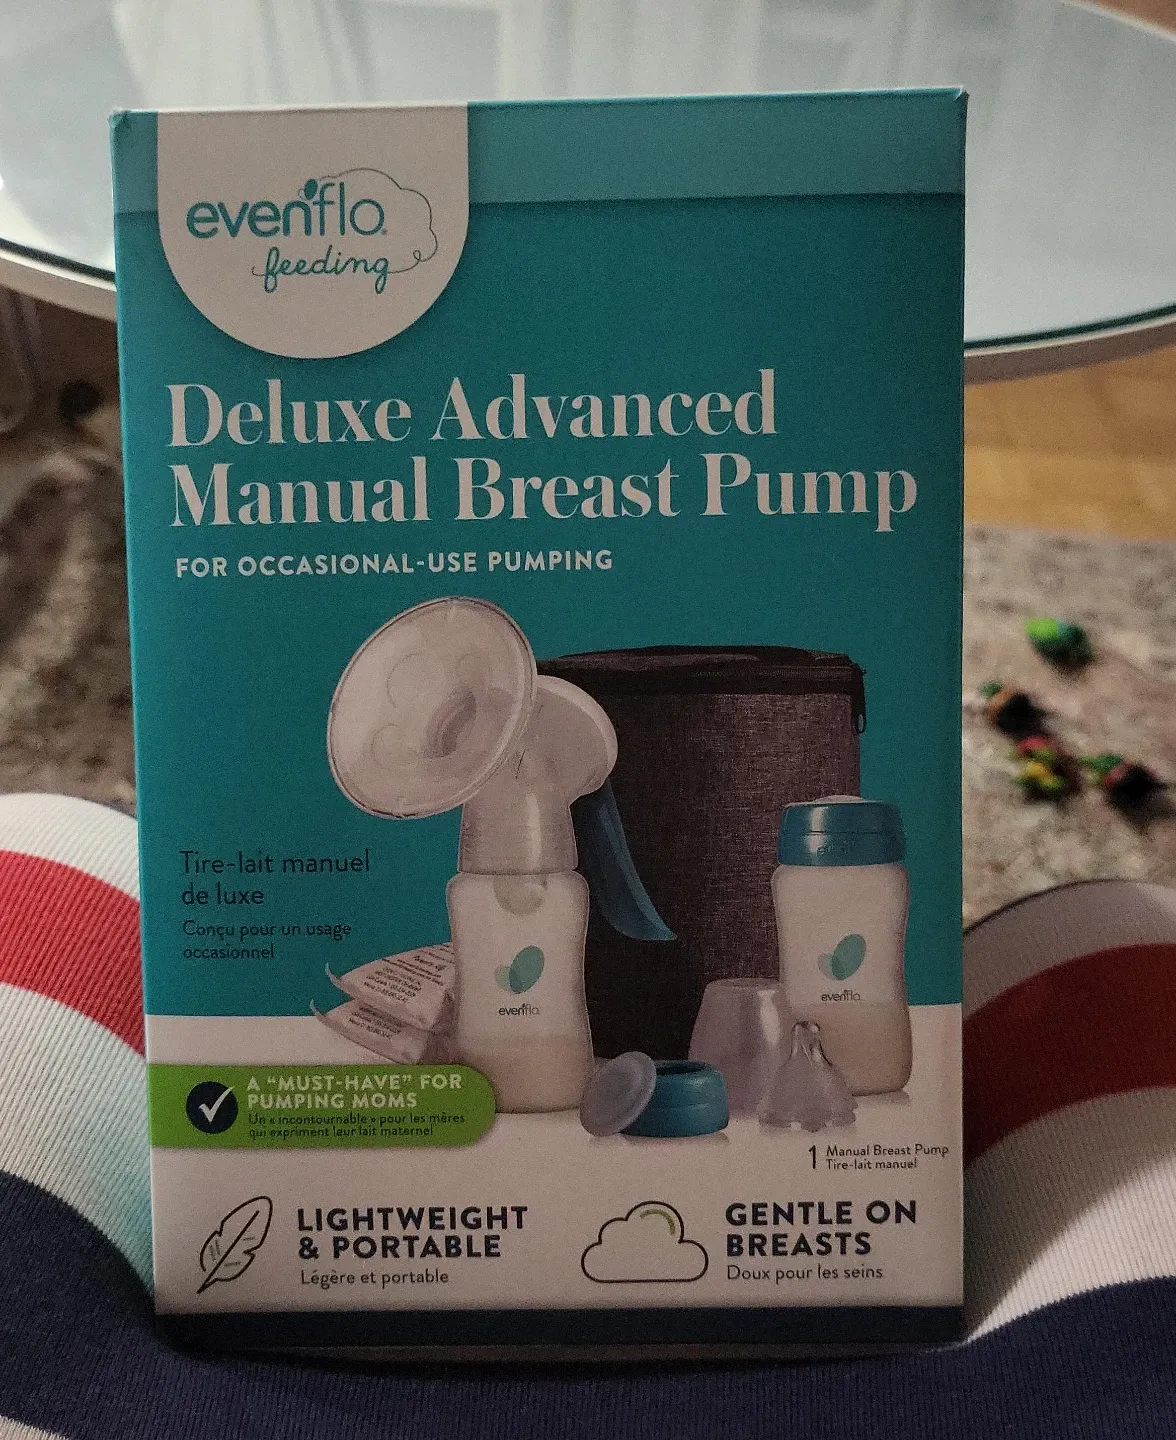 evenflo
feeding
Deluxe Advanced
Manual Breast Pump
FOR OCCASIONAL-USE PUMPING
Tire-lait manuel
de luxe
Conçu pour un usage
occasionnel
evenflo
evenflo
A "MUST-HAVE" FOR
PUMPING MOMS
Un « incontournable » pour les mères
qui expriment leur lait maternel
1 Manual Breast Pump
Tire-lait manuel
LIGHTWEIGHT
& PORTABLE
Légère et portable
GENTLE ON
BREASTS
Doux pour les seins